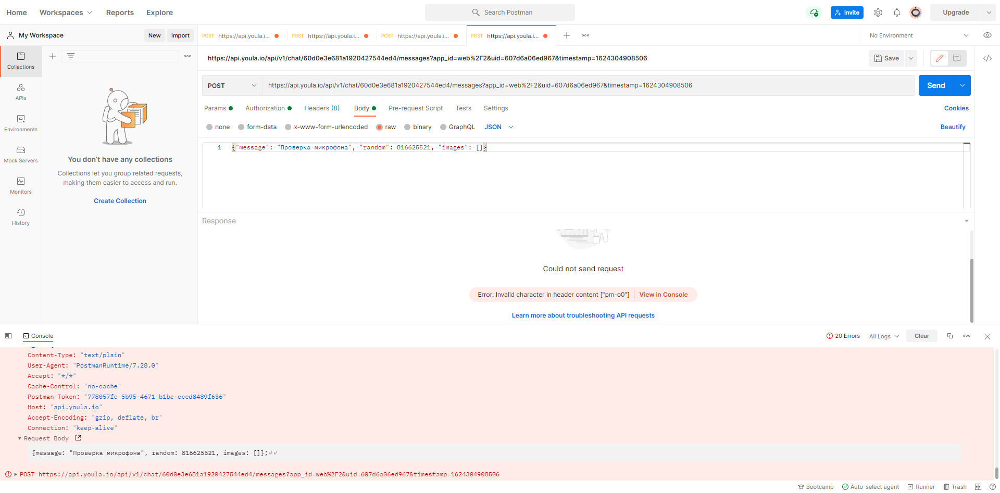 Home Workspaces Reports Explore Search Postman Invite Upgrade
My Workspace New Import POST https://api.youla.i... POST https://api.youla.i... POST https://api.youla.i... POST https://api.youla.i... No Environment
https://api.youla.io/api/v1/chat/60d0e3e681a1920427544ed4/messages?app_id=web%2F2&uid=607d6a06ed967&timestamp=1624304908506 Save
Collections
APIs
Environments
Mock Servers
Monitors
History
You don't have any collections
Collections let you group related requests,
making them easier to access and run.
Create Collection
POST https://api.youla.io/api/v1/chat/60d0e3e681a1920427544ed4/messages?app_id=web%2F2&uid=607d6a06ed967&timestamp=1624304908506 Send
Params Authorization Headers (8) Body Pre-request Script Tests Settings Cookies
none form-data x-www-form-urlencoded raw binary GraphQL JSON Beautify
1 {"message": "Проверка микрофона", "random": 816625521, "images": []}
Response
Could not send request
Error: Invalid character in header content ["pm-o0"] View in Console
Learn more about troubleshooting API requests
Console 20 Errors All Logs Clear
Content-Type: "text/plain"
User-Agent: "PostmanRuntime/7.28.0"
Accept: "*/*"
Cache-Control: "no-cache"
Postman-Token: "778057fc-5b95-4671-b1bc-eced8489f636"
Host: "api.youla.io"
Accept-Encoding: "gzip, deflate, br"
Connection: "keep-alive"
Request Body
{message: "Проверка микрофона", random: 816625521, images: []};↲↲
POST https://api.youla.io/api/v1/chat/60d0e3e681a1920427544ed4/messages?app_id=web%2F2&uid=607d6a06ed967&timestamp=1624304908506
Bootcamp Auto-select agent Runner Trash